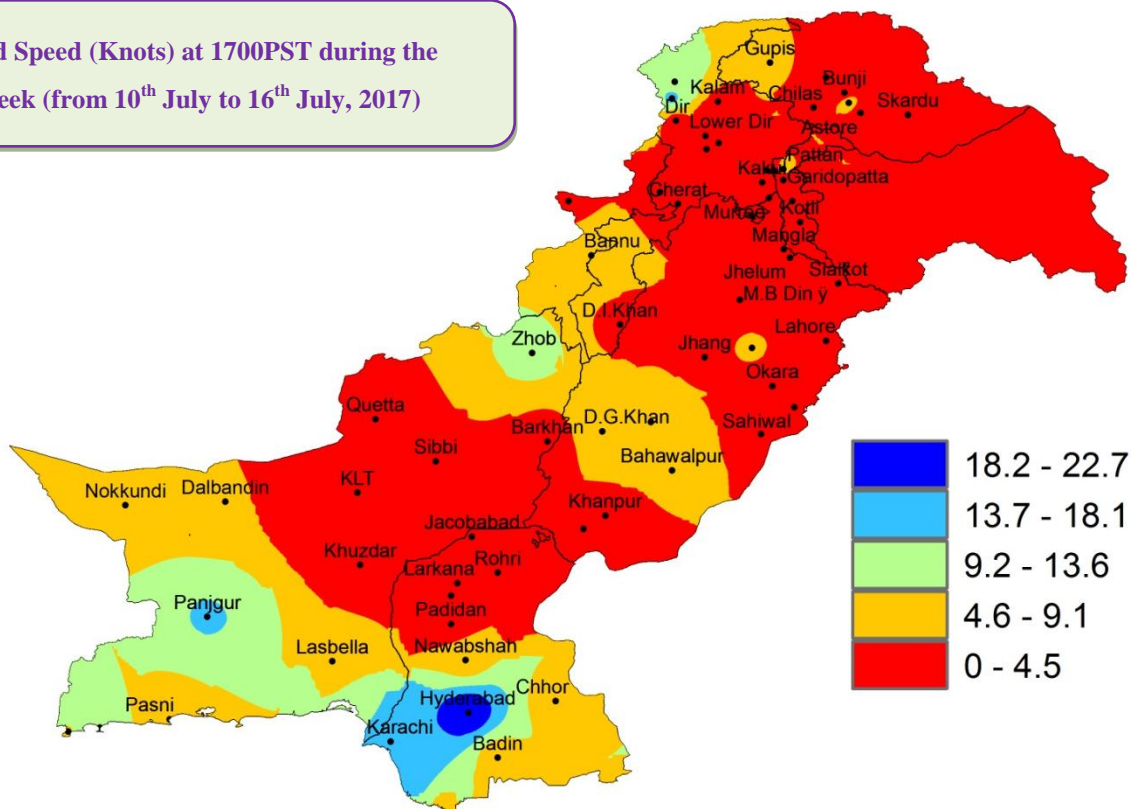 d Speed (Knots) at 1700PST during the
eek (from 10th July to 16th July, 2017)
Gupis
Bunji
Kalam
Chilas
Skardu
Dir
Lower Dir
Astore
Pattan
Garidopatta
Cherat
Kotli
Mangla
Bannu
Jhelum
Sialkot
M.B Din ÿ
D.I.Khan
Lahore
Zhob
Jhang
Okara
Quetta
D.G.Khan
Barkhan
Sahiwal
Sibbi
Bahawalpur
KLT
Nokkundi
Dalbandin
Khanpur
Jacobabad
Khuzdar
Rohri
Larkana
Panjgur
Padidan
Lasbella
Nawabshah
Chhor
Pasni
Hyderabad
Karachi
Badin
18.2 - 22.7
13.7 - 18.1
9.2 - 13.6
4.6 - 9.1
0 - 4.5